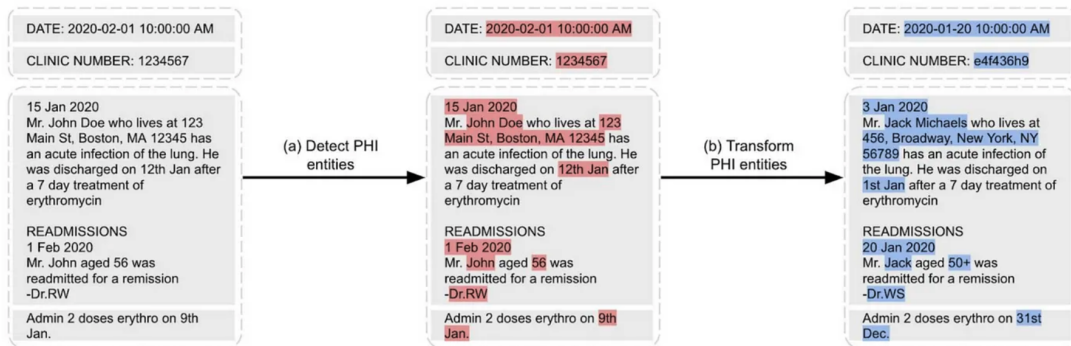 DATE: 2020-02-01 10:00:00 AM
CLINIC NUMBER: 1234567
15 Jan 2020
Mr. John Doe who lives at 123
Main St, Boston, MA 12345 has
an acute infection of the lung. He
was discharged on 12th Jan after
a 7 day treatment of
erythromycin
READMISSIONS
1 Feb 2020
Mr. John aged 56 was
readmitted for a remission
-Dr.RW
Admin 2 doses erythro on 9th
Jan.
(a) Detect PHI
entities
DATE: 2020-02-01 10:00:00 AM
CLINIC NUMBER: 1234567
15 Jan 2020
Mr. John Doe who lives at 123
Main St, Boston, MA 12345 has
an acute infection of the lung. He
was discharged on 12th Jan after
a 7 day treatment of
erythromycin
READMISSIONS
1 Feb 2020
Mr. John aged 56 was
readmitted for a remission
-Dr.RW
Admin 2 doses erythro on 9th
Jan.
(b) Transform
PHI entities
DATE: 2020-01-20 10:00:00 AM
CLINIC NUMBER: e4f436h9
3 Jan 2020
Mr. Jack Michaels who lives at
456, Broadway, New York, NY
56789 has an acute infection of
the lung. He was discharged on
1st Jan after a 7 day treatment of
erythromycin
READMISSIONS
20 Jan 2020
Mr. Jack aged 50+ was
readmitted for a remission
-Dr.WS
Admin 2 doses erythro on 31st
Dec.